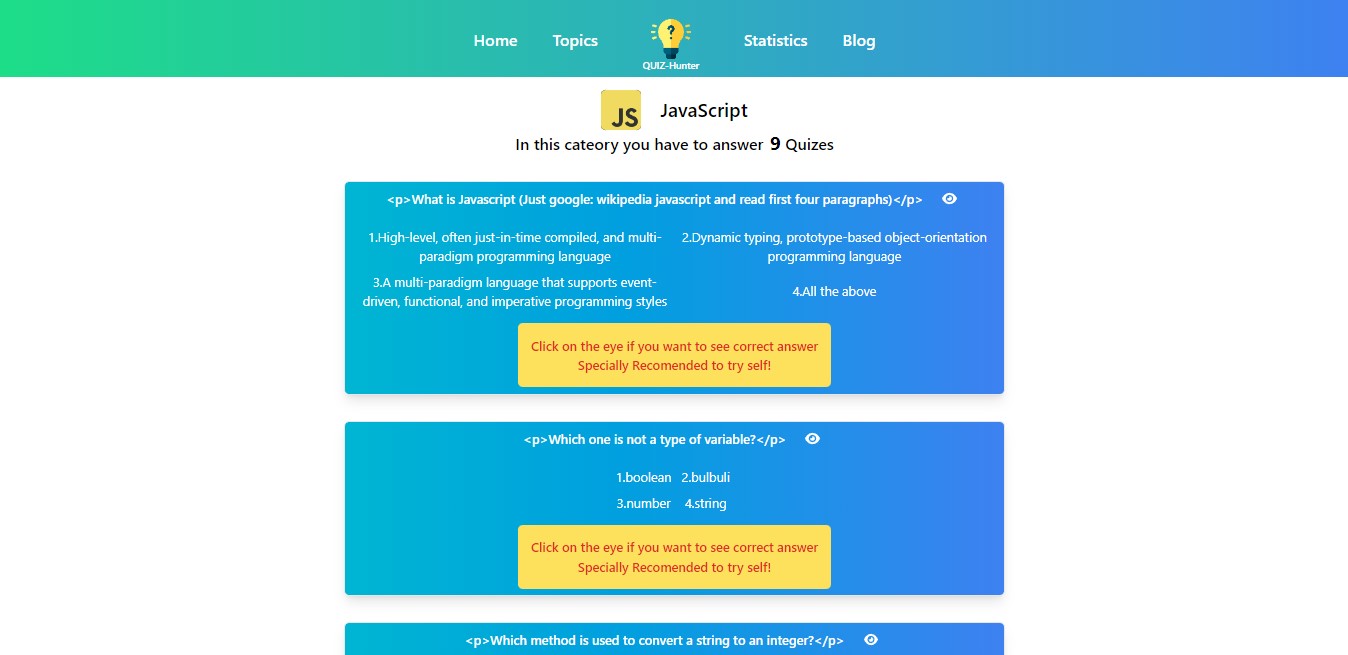 Home Topics ? Statistics Blog
QUIZ-Hunter
JS JavaScript
In this cateory you have to answer 9 Quizes
<p>What is Javascript (Just google: wikipedia javascript and read first four paragraphs)</p>
1.High-level, often just-in-time compiled, and multi-
paradigm programming language
2.Dynamic typing, prototype-based object-orientation
programming language
3.A multi-paradigm language that supports event-
driven, functional, and imperative programming styles
4.All the above
Click on the eye if you want to see correct answer
Specially Recomended to try self!
<p>Which one is not a type of variable?</p>
1.boolean 2.bulbuli
3.number 4.string
Click on the eye if you want to see correct answer
Specially Recomended to try self!
<p>Which method is used to convert a string to an integer?</p>